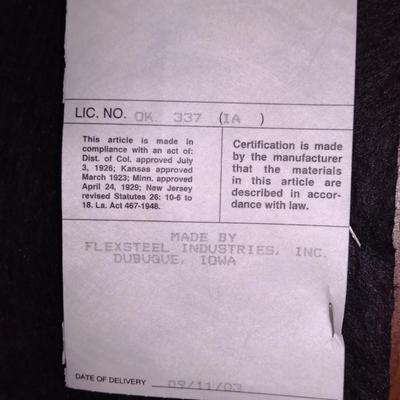 LIC. NO. OK 337 (IA )
This article is made in
compliance with an act of:
Dist. of Col. approved July
3, 1926; Kansas approved
March 1923; Minn. approved
April 24, 1929; New Jersey
revised Statutes 26: 10-6 to
18. La. Act 467-1948.
Certification is made
by the manufacturer
that the materials
in this article are
described in accor-
dance with law.
MADE BY
FLEXSTEEL INDUSTRIES, INC.
DUBUQUE, IOWA
DATE OF DELIVERY 09/11/03